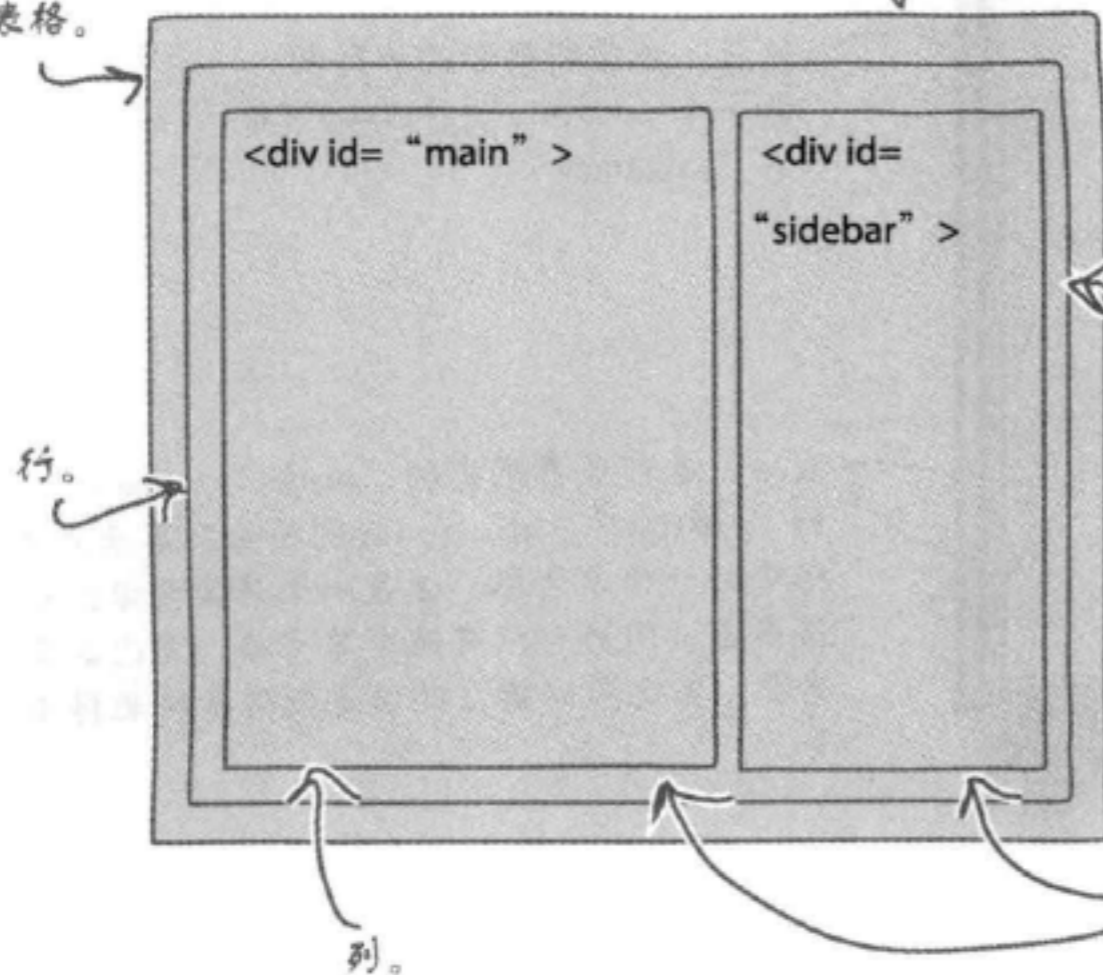 表格。
<div id= “main” >
<div id=
“sidebar” >
行。
列。